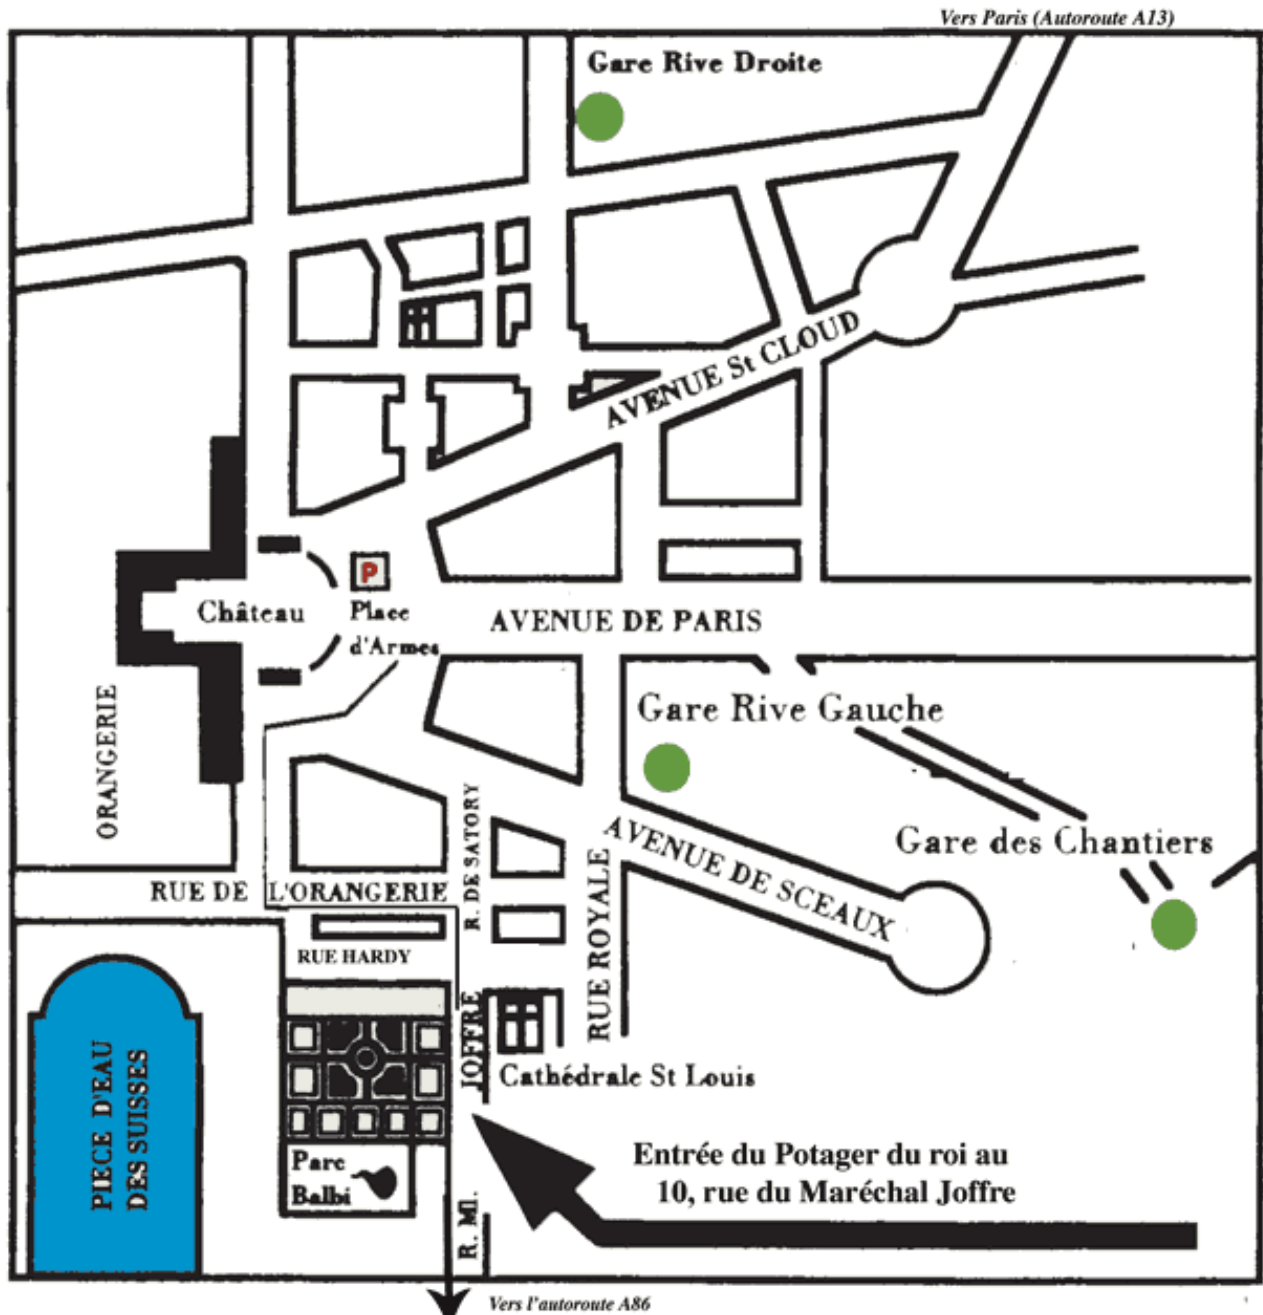 Vers Paris (Autoroute A13)
Gare Rive Droite
AVENUE St CLOUD
P
Château
Place
d'Armes
AVENUE DE PARIS
ORANGERIE
Gare Rive Gauche
R. DE SATORY
AVENUE DE SCEAUX
Gare des Chantiers
RUE DE L'ORANGERIE
RUE ROYALE
RUE HARDY
PIECE D'EAU
DES SUISSES
R. Ml. JOFFRE
Cathédrale St Louis
Parc
Balbi
Entrée du Potager du roi au
10, rue du Maréchal Joffre
Vers l'autoroute A86